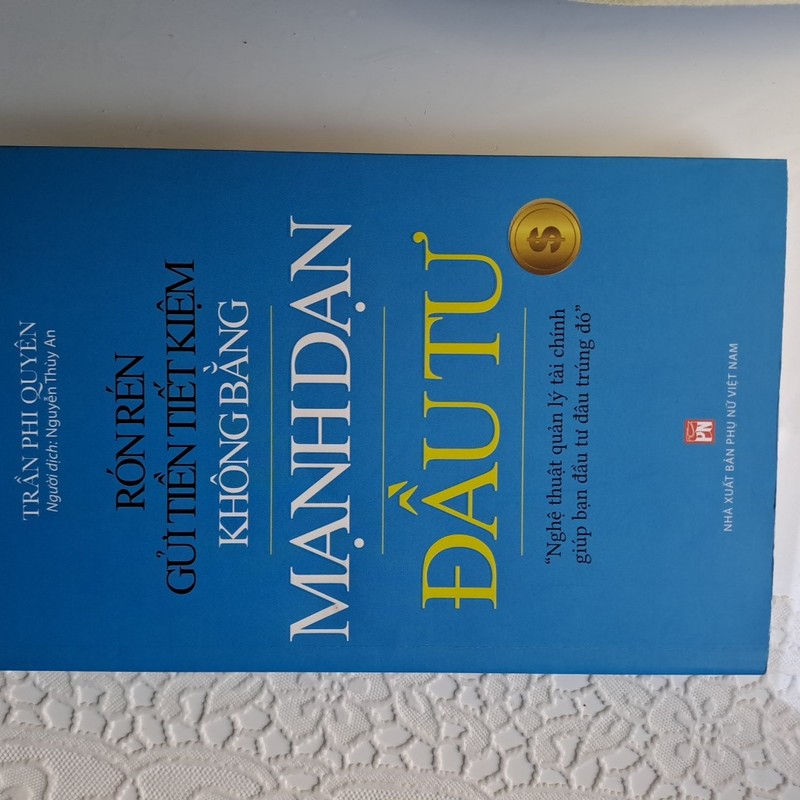 TRẦN PHI QUYÊN
Người dịch: Nguyễn Thúy An
RÓN RÉN
GỬI TIỀN TIẾT KIỆM
KHÔNG BẰNG
MẠNH DẠN
ĐẦU TƯ
$
"Nghệ thuật quản lý tài chính
giúp bạn đầu tư đâu trúng đó"
PN
NHÀ XUẤT BẢN PHỤ NỮ VIỆT NAM